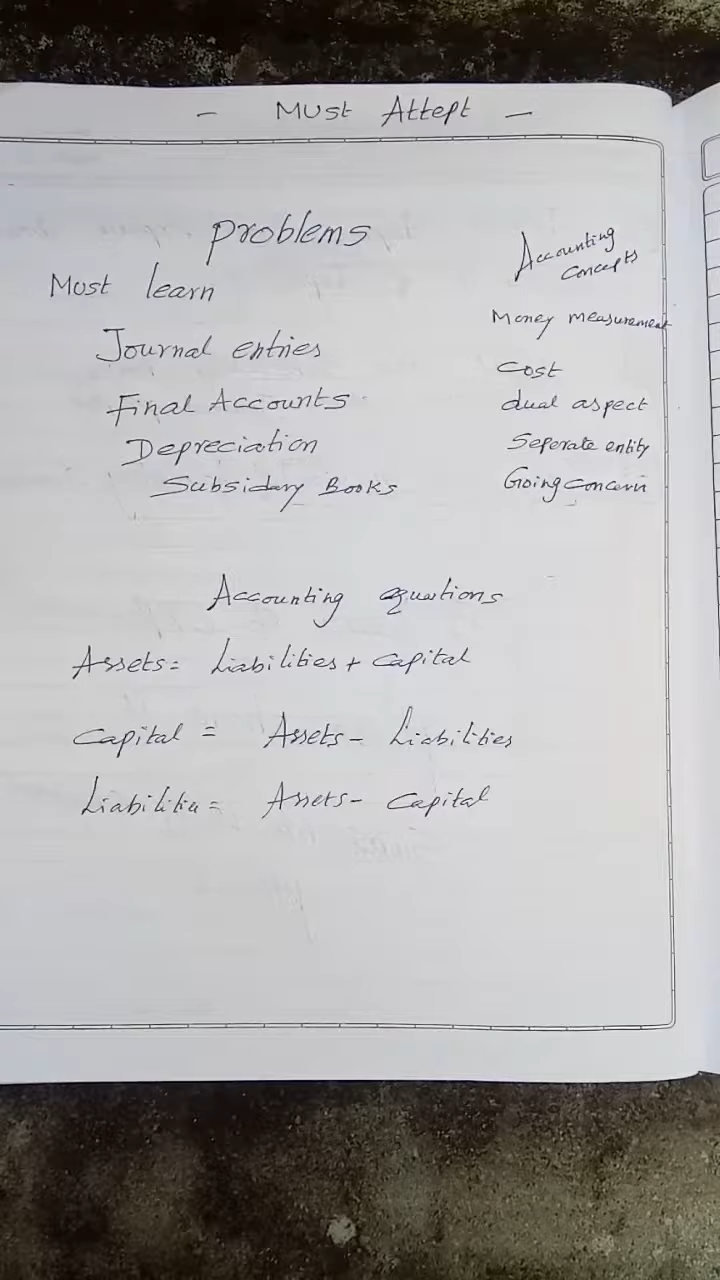 - Must Attept -
Problems
Must learn
Journal entries
Final Accounts
Depreciation
Subsidary Books
Accounting
concepts
Money measurement
Cost
dual aspect
Seperate entity
Going concern
Accounting equations
Assets = Liabilities + Capital
Capital = Assets - Liabilities
Liabilities = Assets - Capital